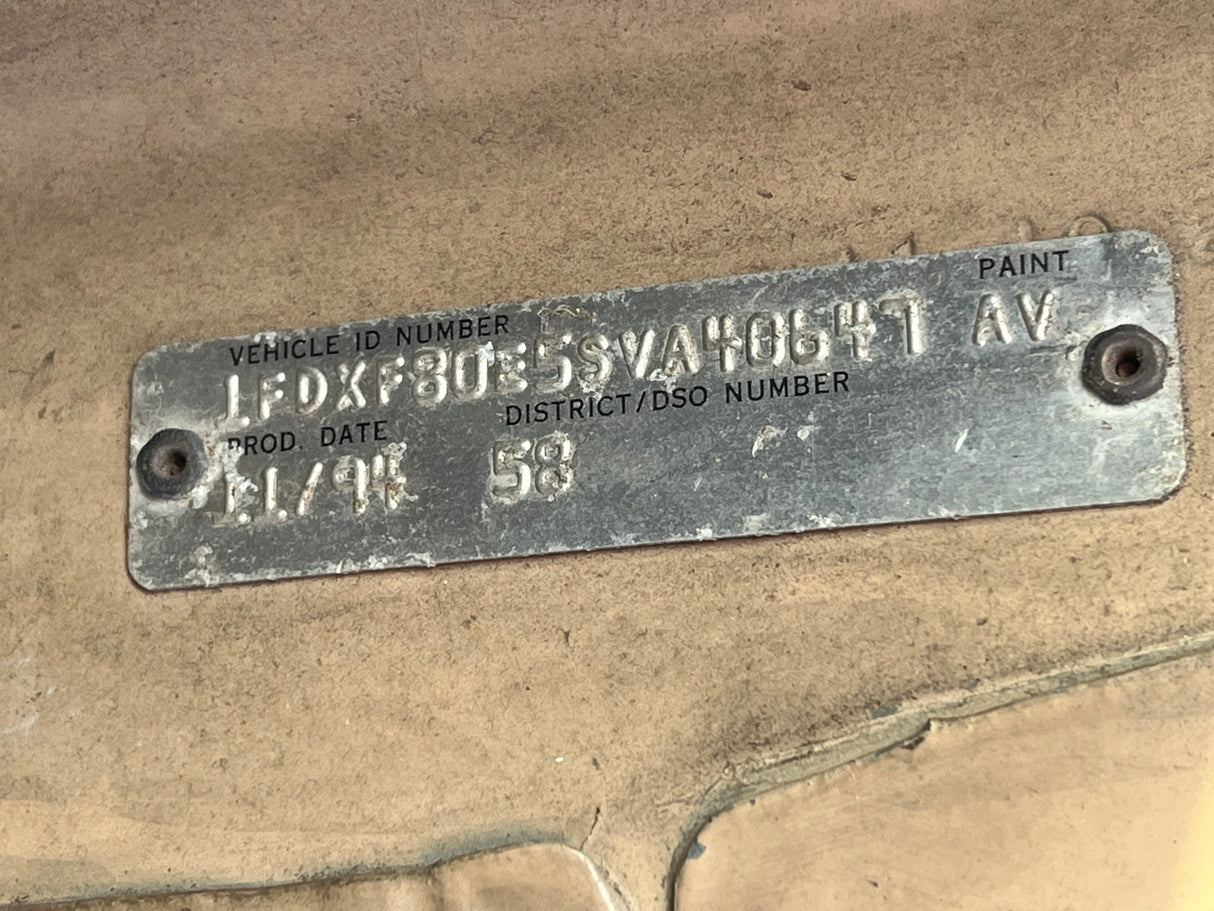 PAINT
VEHICLE ID NUMBER
1FDXF80E5SVA40647 AV
PROD. DATE DISTRICT/DSO NUMBER
11/94 58